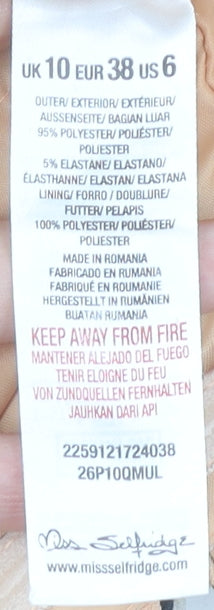 UK 10 EUR 38 US 6
OUTER/ EXTERIOR/ EXTÉRIEUR/
AUSSENSEITE/ BAGIAN LUAR
95% POLYESTER/ POLIÉSTER/
POLIESTER
5% ELASTANE/ ELASTANO/
ÉLASTHANNE/ ELASTAN/ ELASTANA
LINING/ FORRO / DOUBLURE/
FUTTER/ PELAPIS
100% POLYESTER/ POLIÉSTER/
POLIESTER
MADE IN ROMANIA
FABRICADO EN RUMANIA
FABRIQUÉ EN ROUMANIE
HERGESTELLT IN RUMÄNIEN
BUATAN RUMANIA
KEEP AWAY FROM FIRE
MANTENER ALEJADO DEL FUEGO
TENIR ELOIGNE DU FEU
VON ZUNDQUELLEN FERNHALTEN
JAUHKAN DARI API
2259121724038
26P10QMUL
Miss Selfridge
www.missselfridge.com